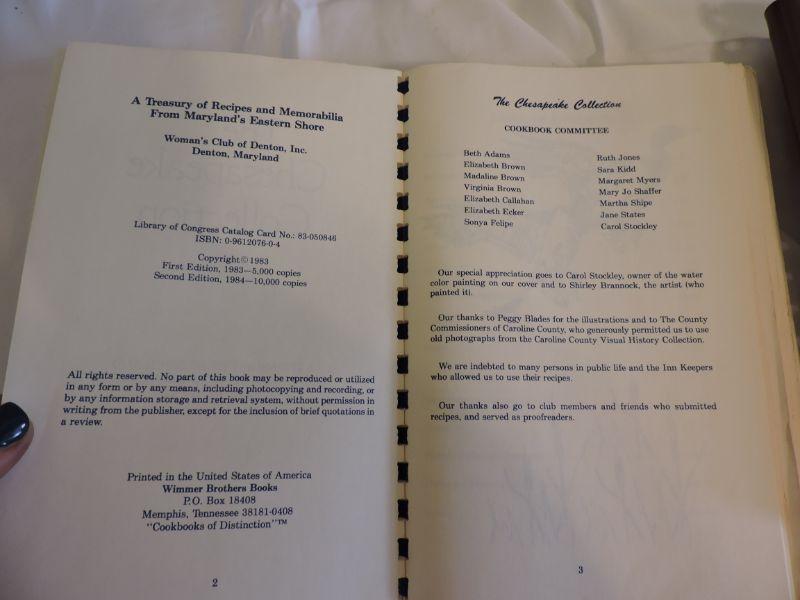 A Treasury of Recipes and Memorabilia
From Maryland's Eastern Shore
Woman's Club of Denton, Inc.
Denton, Maryland
Library of Congress Catalog Card No.: 83-050846
ISBN: 0-9612076-0-4
Copyright © 1983
First Edition, 1983—5,000 copies
Second Edition, 1984—10,000 copies
All rights reserved. No part of this book may be reproduced or utilized
in any form or by any means, including photocopying and recording, or
by any information storage and retrieval system, without permission in
writing from the publisher, except for the inclusion of brief quotations in
a review.
Printed in the United States of America
Wimmer Brothers Books
P.O. Box 18408
Memphis, Tennessee 38181-0408
"Cookbooks of Distinction"™
2
The Chesapeake Collection
COOKBOOK COMMITTEE
Beth Adams
Elizabeth Brown
Madaline Brown
Virginia Brown
Elizabeth Callahan
Elizabeth Ecker
Sonya Felipe
Ruth Jones
Sara Kidd
Margaret Myers
Mary Jo Shaffer
Martha Shipe
Jane States
Carol Stockley
Our special appreciation goes to Carol Stockley, owner of the water
color painting on our cover and to Shirley Brannock, the artist (who
painted it).
Our thanks to Peggy Blades for the illustrations and to The County
Commissioners of Caroline County, who generously permitted us to use
old photographs from the Caroline County Visual History Collection.
We are indebted to many persons in public life and the Inn Keepers
who allowed us to use their recipes.
Our thanks also go to club members and friends who submitted
recipes, and served as proofreaders.
3